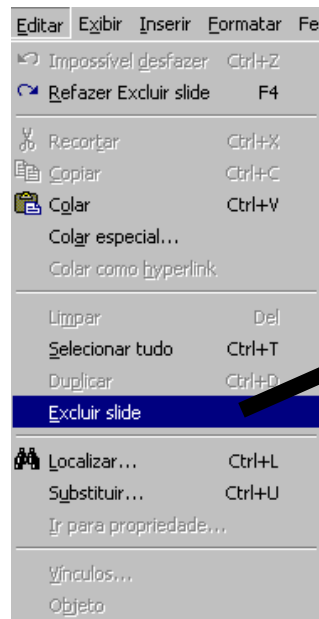 Editar Exibir Inserir Formatar Fe
Impossível desfazer Ctrl+Z
Refazer Excluir slide F4
Recortar Ctrl+X
Copiar Ctrl+C
Colar Ctrl+V
Colar especial...
Colar como hyperlink
Limpar Del
Selecionar tudo Ctrl+T
Duplicar Ctrl+D
Excluir slide
Localizar... Ctrl+L
Substituir... Ctrl+U
Ir para propriedade...
Vínculos...
Objeto